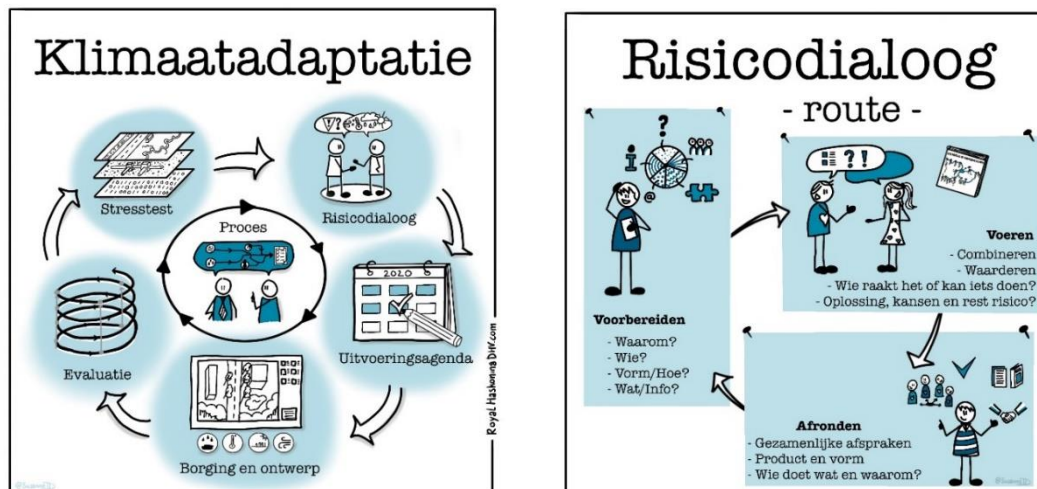 Klimaatadaptatie
Stresstest
Risicodialoog
Proces
2020
Uitvoeringsagenda
Evaluatie
Borging en ontwerp
Royal HaskoningDHV.com
Risicodialoog
- route -
?
i
@
Voorbereiden
- Waarom?
- Wie?
- Vorm/Hoe?
- Wat/Info?
?!
Voeren
- Combineren
- Waarderen
- Wie raakt het of kan iets doen?
- Oplossing, kansen en rest risico?
Afronden
- Gezamenlijke afspraken
- Product en vorm
- Wie doet wat en waarom?